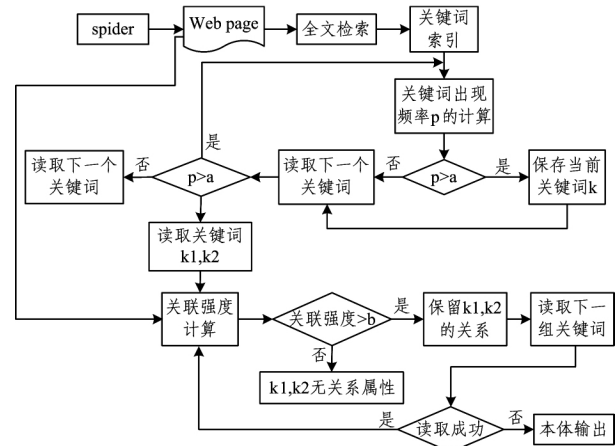 spider
Web page
全文检索
关键词
索引
关键词出现
频率p的计算
是
读取下一个
关键词
否
p>a
读取下一个
关键词
否
p>a
是
保存当前
关键词k
读取关键词
k1,k2
关联强度
计算
关联强度>b
是
保留k1,k2
的关系
读取下一
组关键词
否
k1,k2无关系属性
是
读取成功
否
本体输出